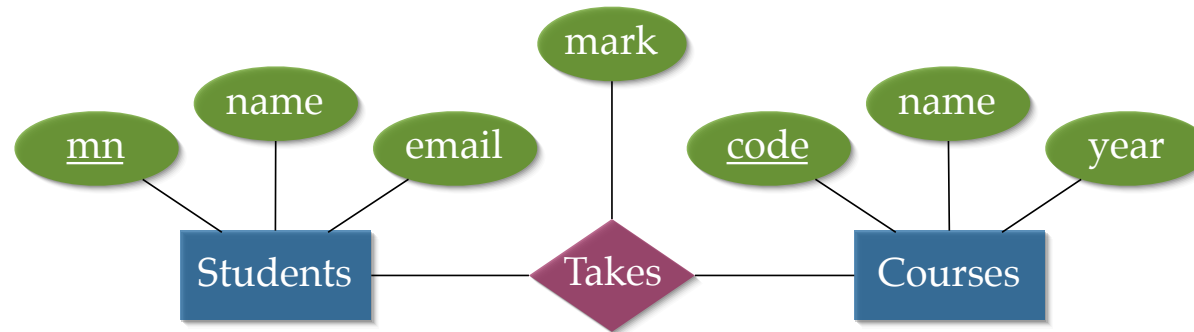 mark
name
name
mn
email
code
year
Students
Takes
Courses